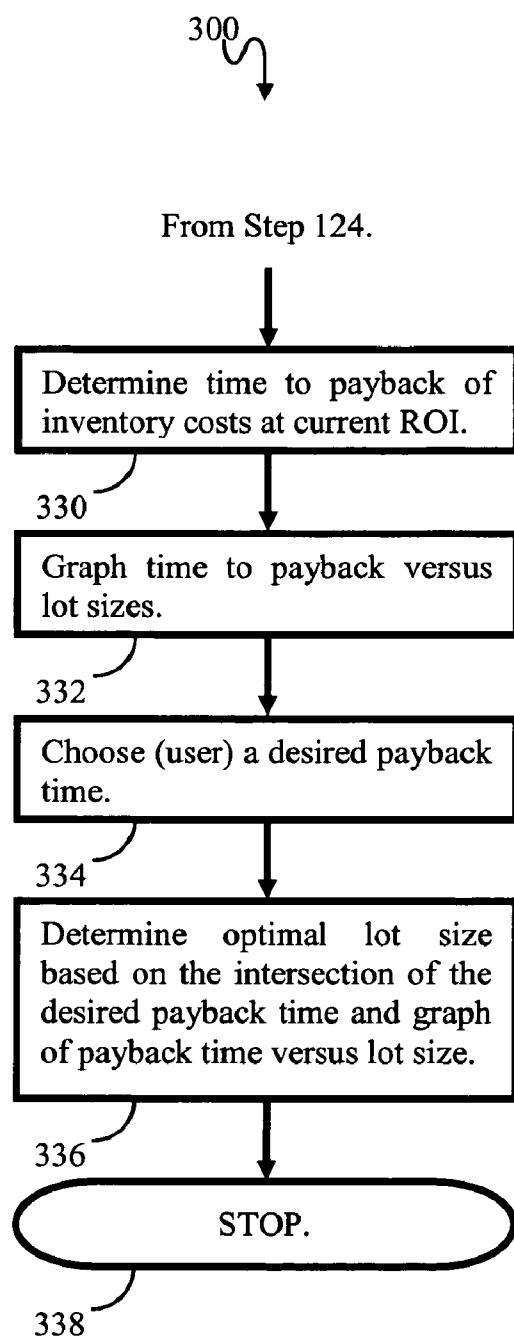 300
From Step 124.
Determine time to payback of
inventory costs at current ROI.
330
Graph time to payback versus
lot sizes.
332
Choose (user) a desired payback
time.
334
Determine optimal lot size
based on the intersection of the
desired payback time and graph
of payback time versus lot size.
336
STOP.
338